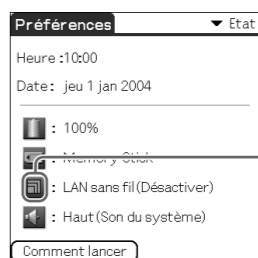 Préférences
Etat
Heure :10:00
Date : jeu 1 jan 2004
: 100%
Memory Stick
: LAN sans fil (Désactiver)
: Haut (Son du système)
Comment lancer